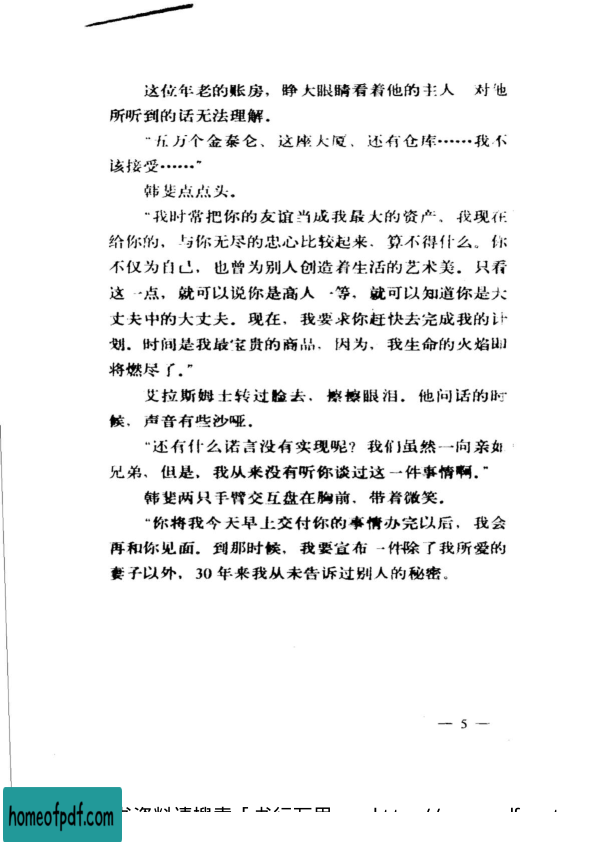 这位年老的账房，睁大眼睛看着他的主人 对他
所听到的话无法理解。
“五万个金泰仑、这座大厦、还有仓库……我不
该接受……”
韩斐点点头。
“我时常把你的友谊当成我最大的资产，我现在
给你的，与你无尽的忠心比较起来，算不得什么。你
不仅为自己，也曾为别人创造着生活的艺术美。只看
这一点，就可以说你是高人一等，就可以知道你是大
丈夫中的大丈夫。现在，我要求你赶快去完成我的计
划。时间是我最宝贵的商品，因为，我生命的火焰即
将燃尽了。”
艾拉斯姆士转过脸去，擦擦眼泪。他问话的时
候，声音有些沙哑。
“还有什么诺言没有实现呢？我们虽然一向亲如
兄弟，但是，我从来没有听你谈过这一件事情啊。”
韩斐两只手臂交互盘在胸前，带着微笑。
“你将我今天早上交付你的事情办完以后，我会
再和你见面。到那时候，我要宣布一件除了我所爱的
妻子以外，30年来我从未告诉过别人的秘密。
— 5 —
homeofpdf.com